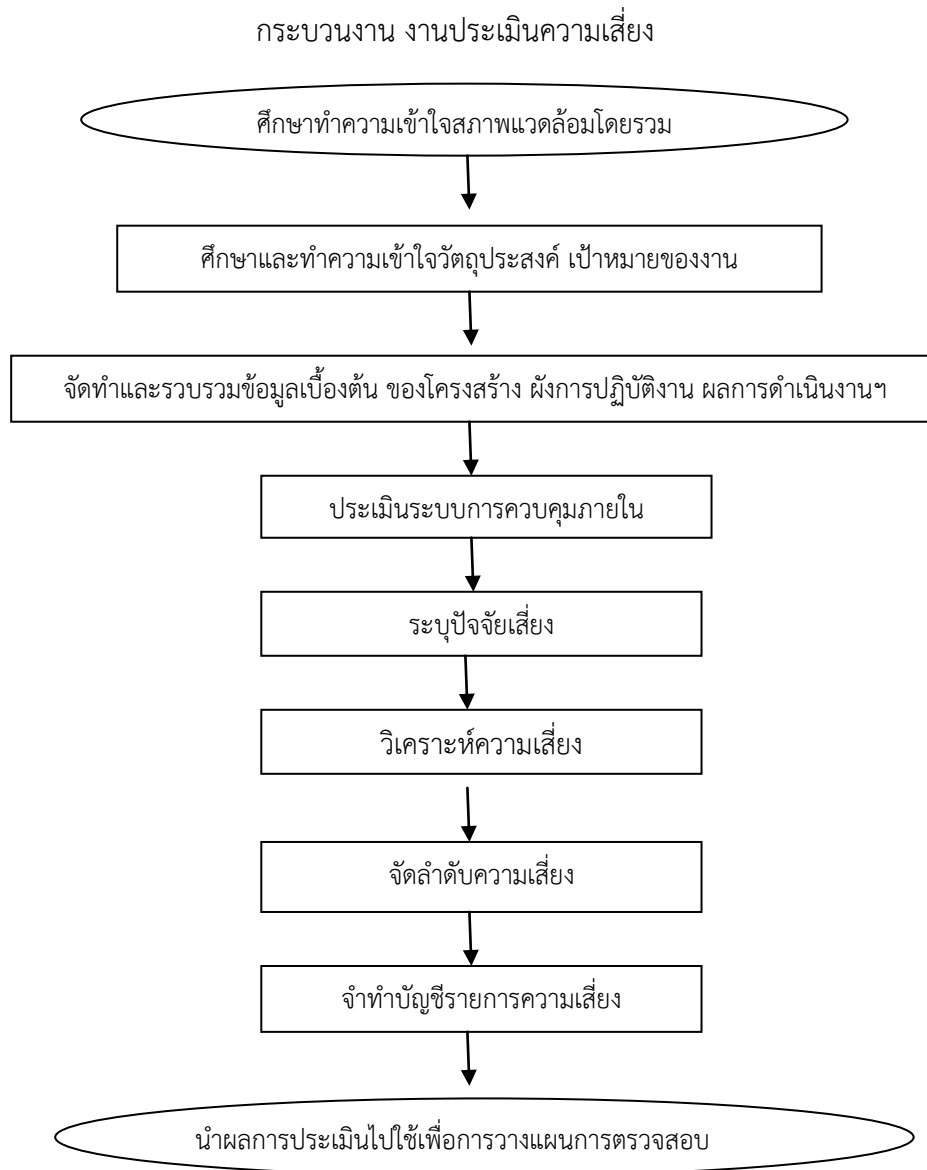 กระบวนงาน งานประเมินความเสี่ยง
ศึกษาทำความเข้าใจสภาพแวดล้อมโดยรวม
ศึกษาและทำความเข้าใจวัตถุประสงค์ เป้าหมายของงาน
จัดทำและรวบรวมข้อมูลเบื้องต้น ของโครงสร้าง ผังการปฏิบัติงาน ผลการดำเนินงานฯ
ประเมินระบบการควบคุมภายใน
ระบุปัจจัยเสี่ยง
วิเคราะห์ความเสี่ยง
จัดลำดับความเสี่ยง
จำทำบัญชีรายการความเสี่ยง
นำผลการประเมินไปใช้เพื่อการวางแผนการตรวจสอบ